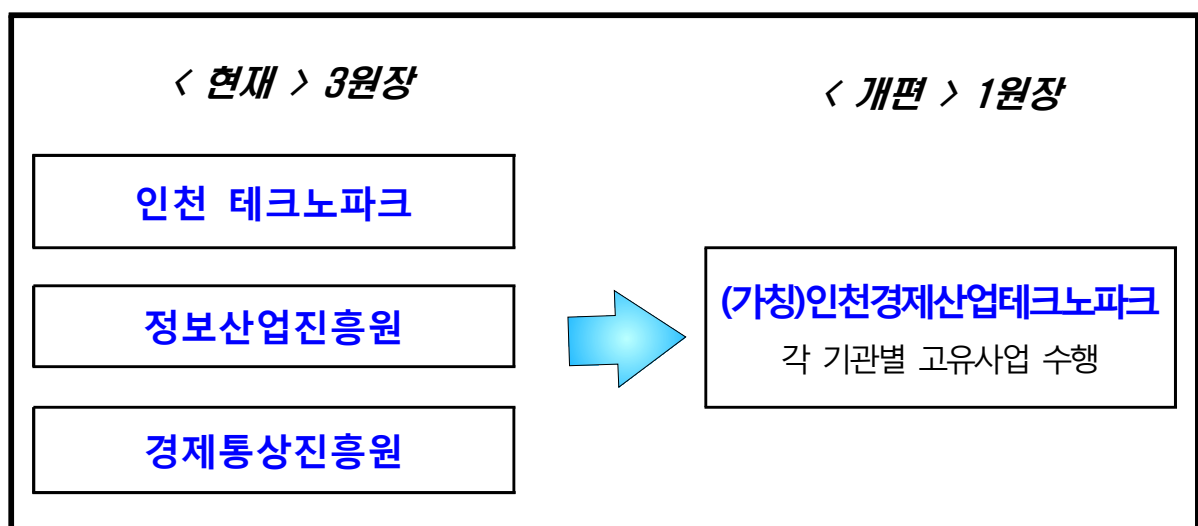 < 현재 > 3원장
인천 테크노파크
정보산업진흥원
경제통상진흥원
< 개편 > 1원장
(가칭)인천경제산업테크노파크
각 기관별 고유사업 수행